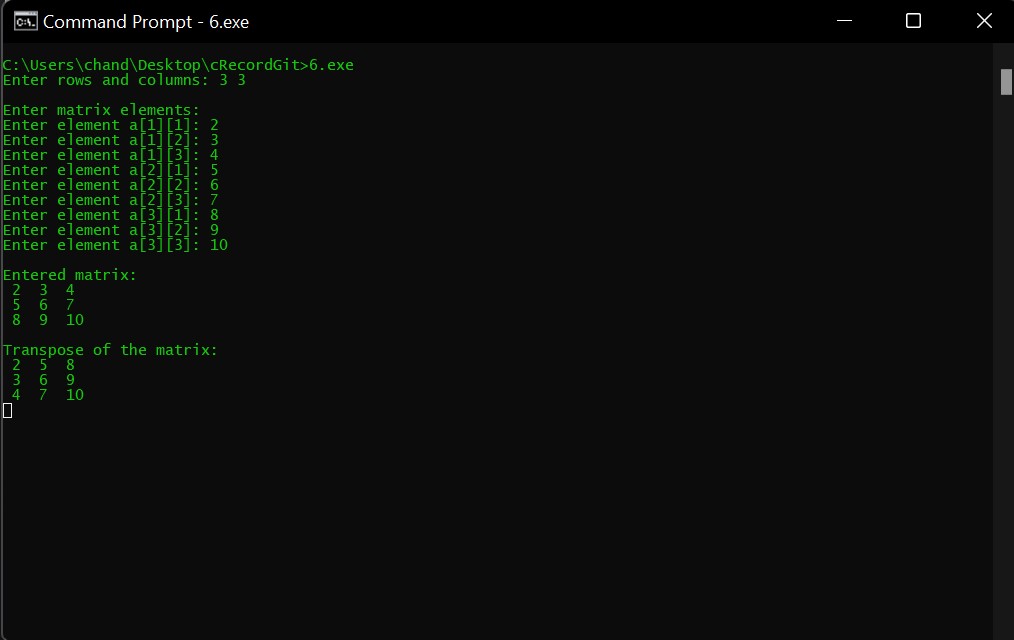 Command Prompt - 6.exe
C:\Users\chand\Desktop\cRecordGit>6.exe
Enter rows and columns: 3 3
Enter matrix elements:
Enter element a[1][1]: 2
Enter element a[1][2]: 3
Enter element a[1][3]: 4
Enter element a[2][1]: 5
Enter element a[2][2]: 6
Enter element a[2][3]: 7
Enter element a[3][1]: 8
Enter element a[3][2]: 9
Enter element a[3][3]: 10
Entered matrix:
2  3  4
5  6  7
8  9  10
Transpose of the matrix:
2  5  8
3  6  9
4  7  10